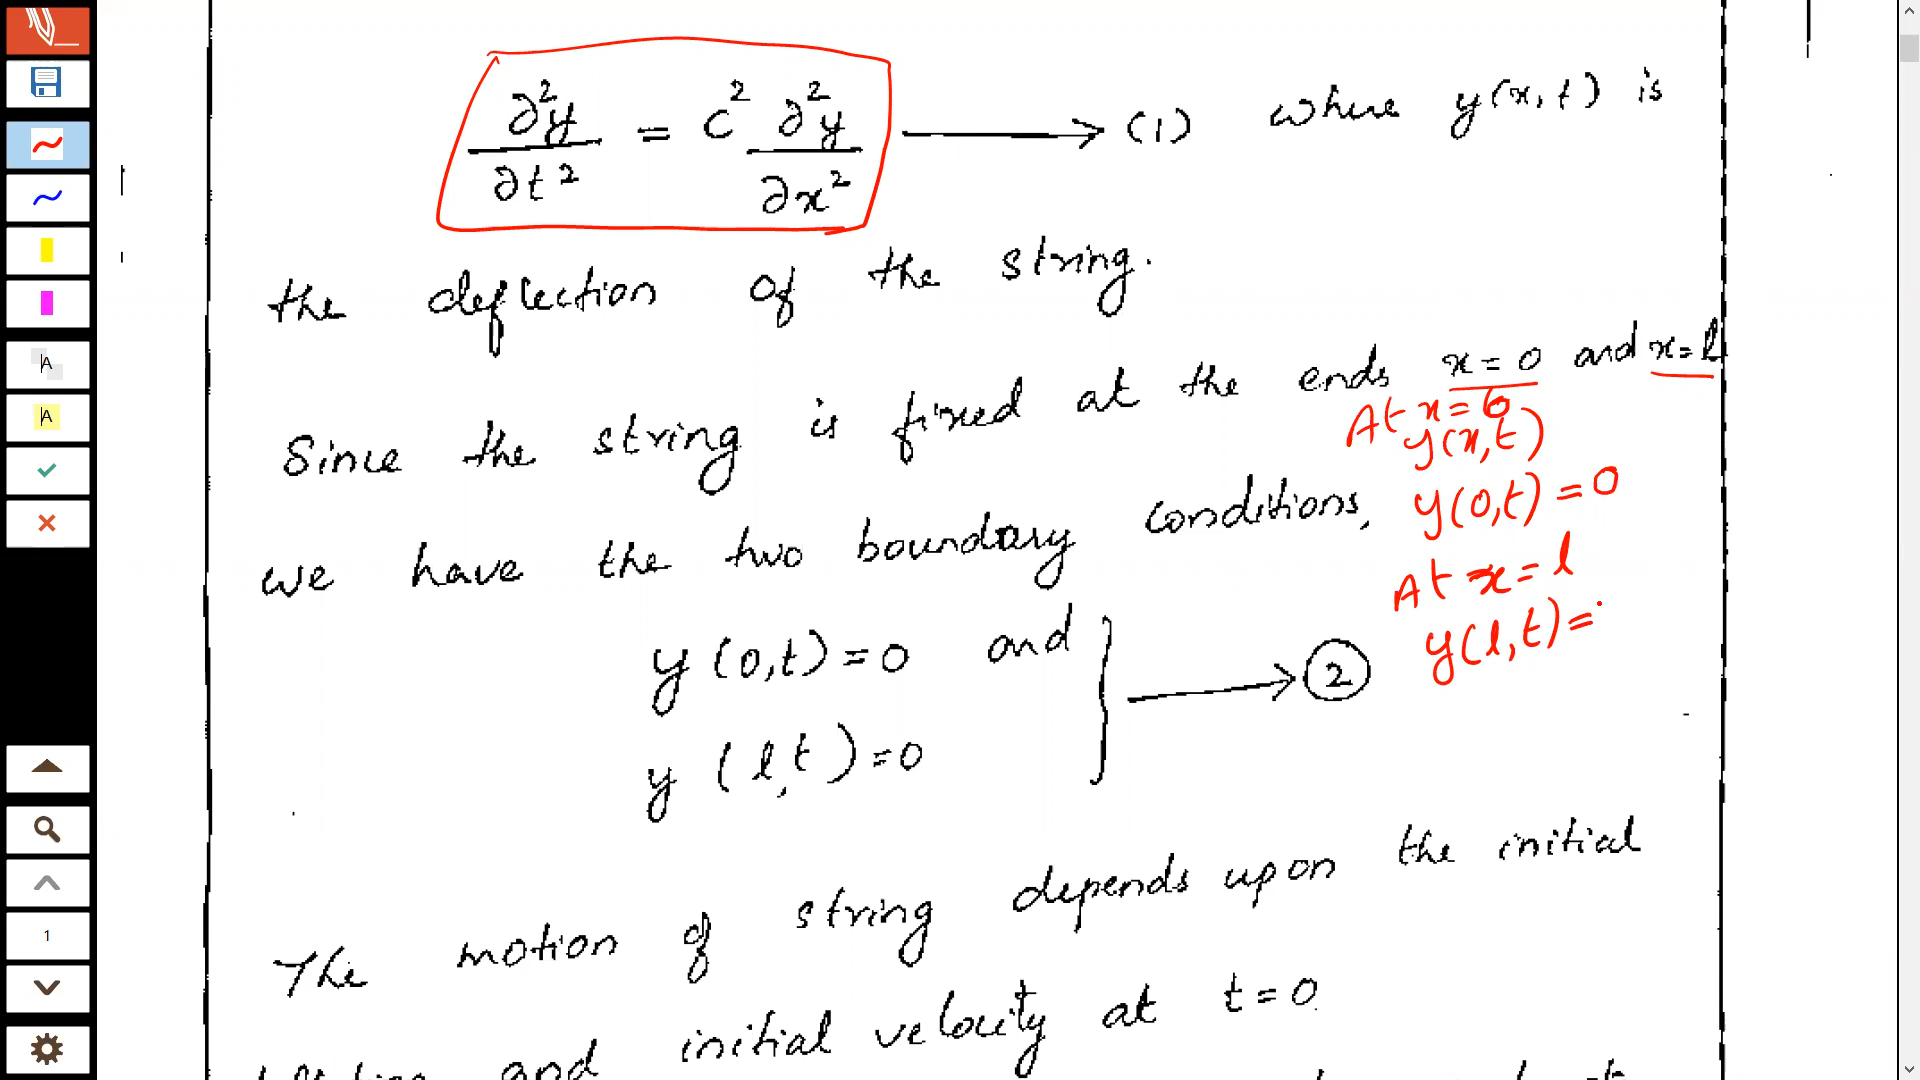 ∂²y/∂t² = c² ∂²y/∂x² ⟶ (1) where y(x,t) is
the deflection of the string.
Since the string is fixed at the ends x=0 and x=l
At x=0
y(x,t)
we have the two boundary conditions, y(0,t)=0
At x=l
y(0,t)=0 and
y(l,t)=
② 
y(l,t)=0
The motion of string depends upon the initial
and initial velocity at t=0
A
A
1